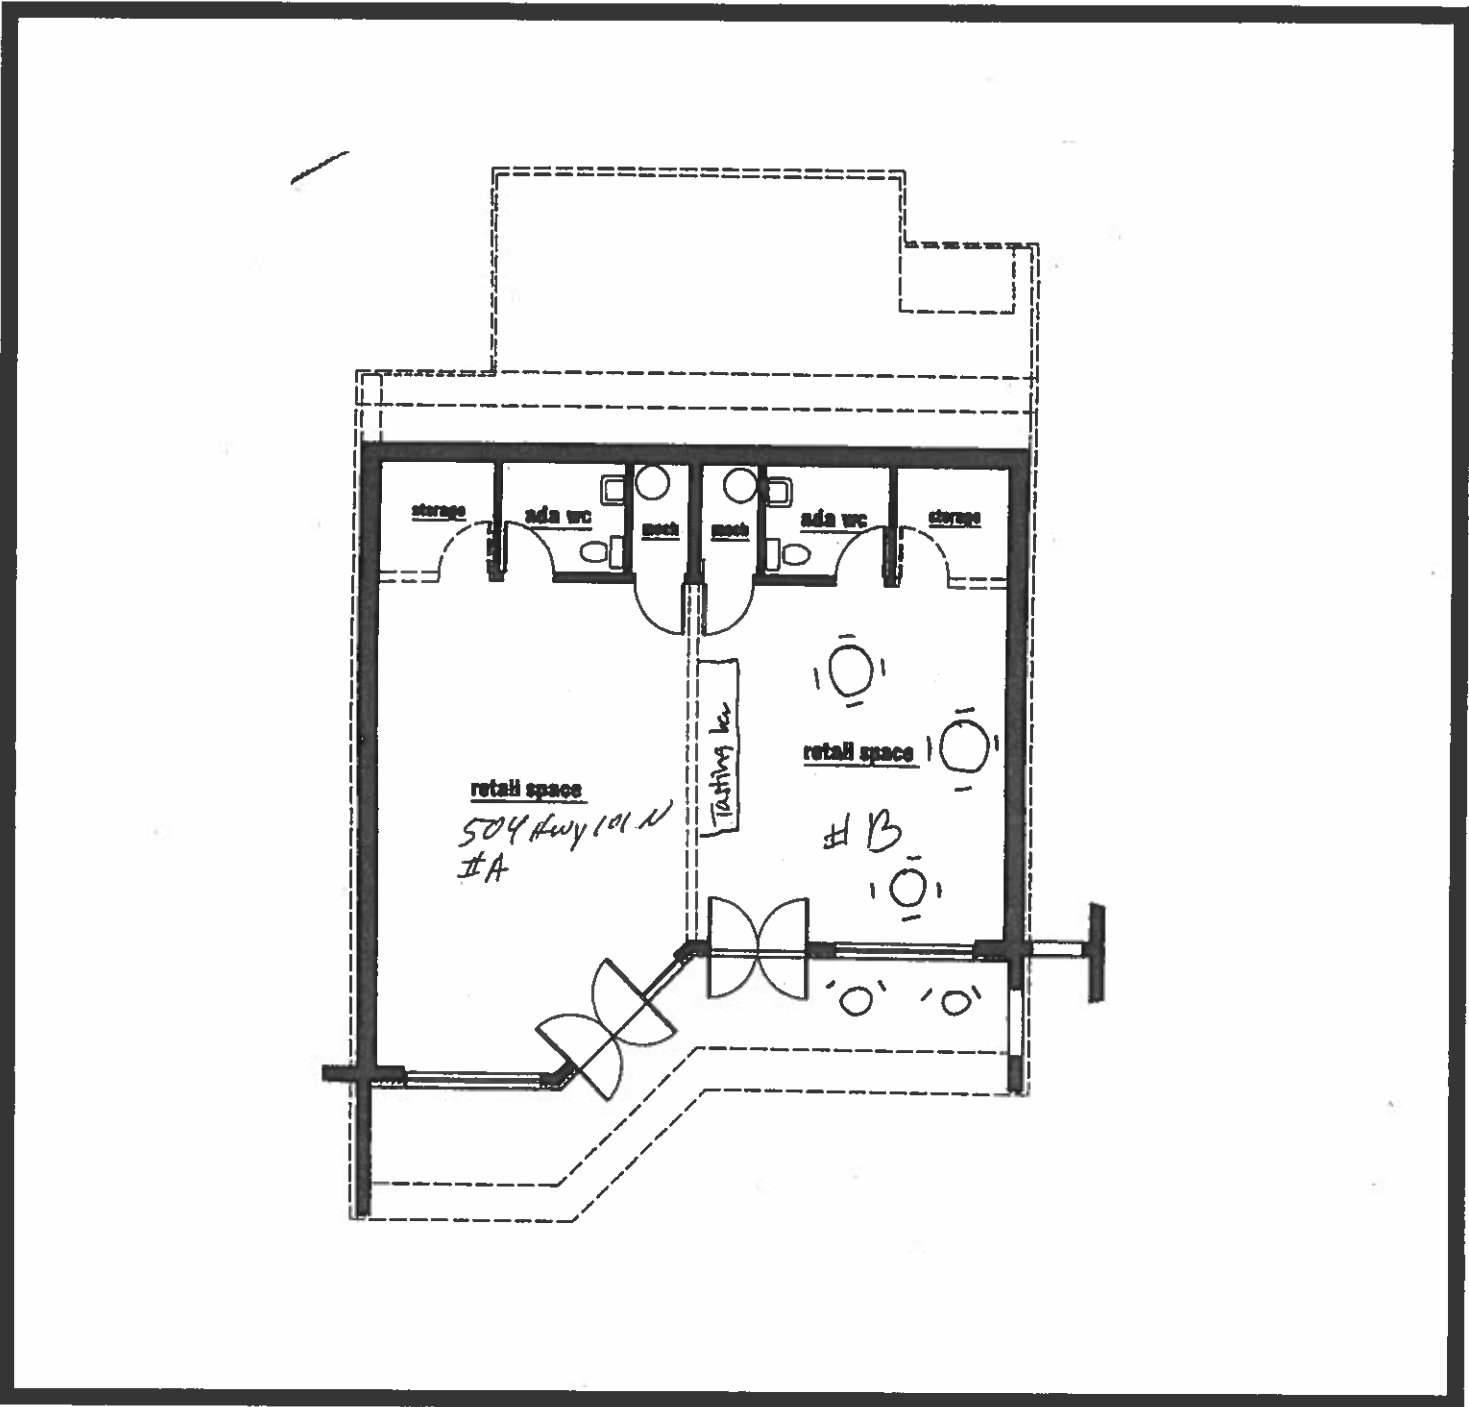 storage
ada wc
mech
mech
ada wc
storage
Tasting bar
retail space
retail space
504 Hwy 101 N
#A
#B